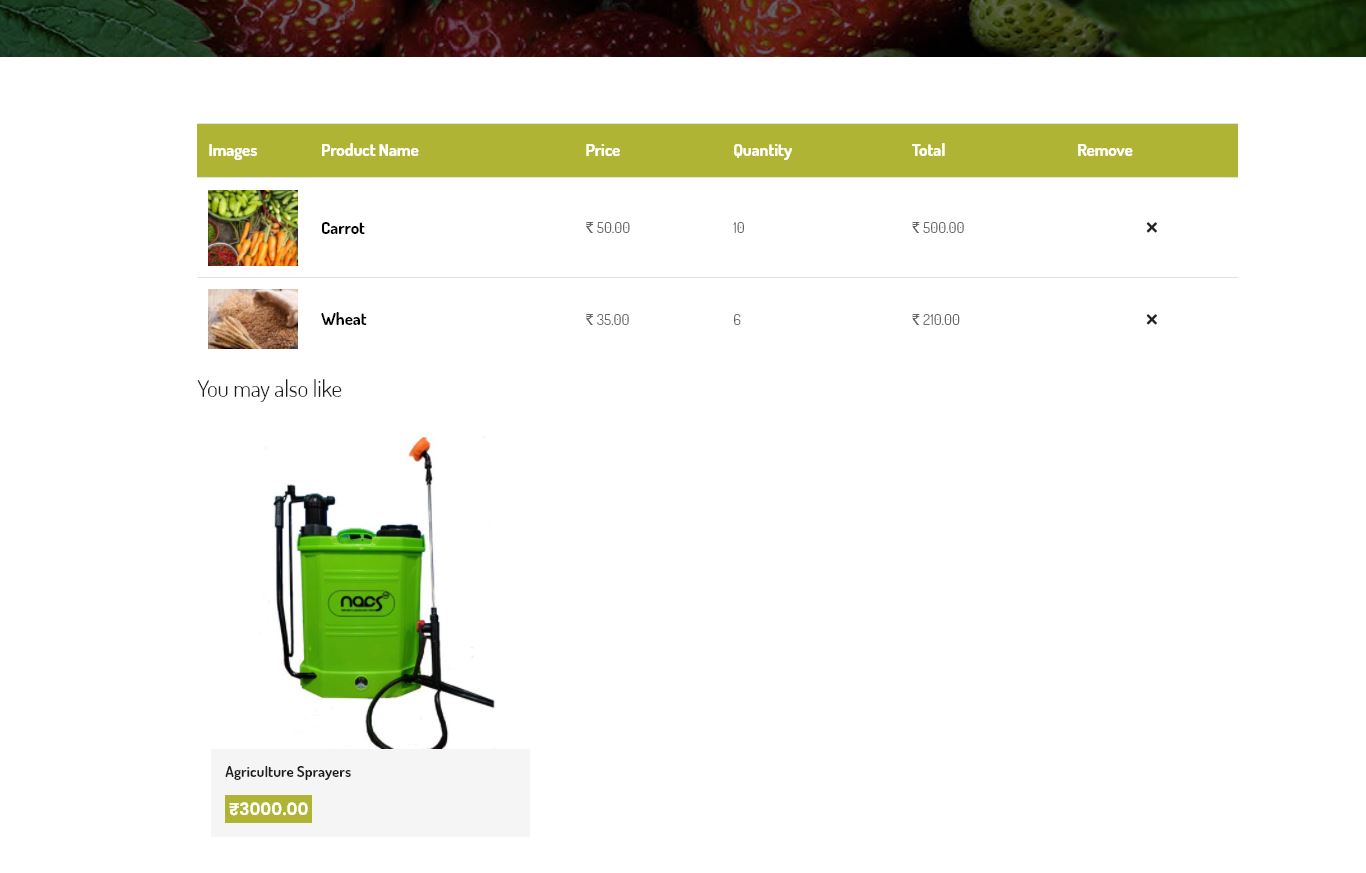 Images Product Name Price Quantity Total Remove
Carrot ₹ 50.00 10 ₹ 500.00 ×
Wheat ₹ 35.00 6 ₹ 210.00 ×
You may also like
nacs
Agriculture Sprayers
₹3000.00